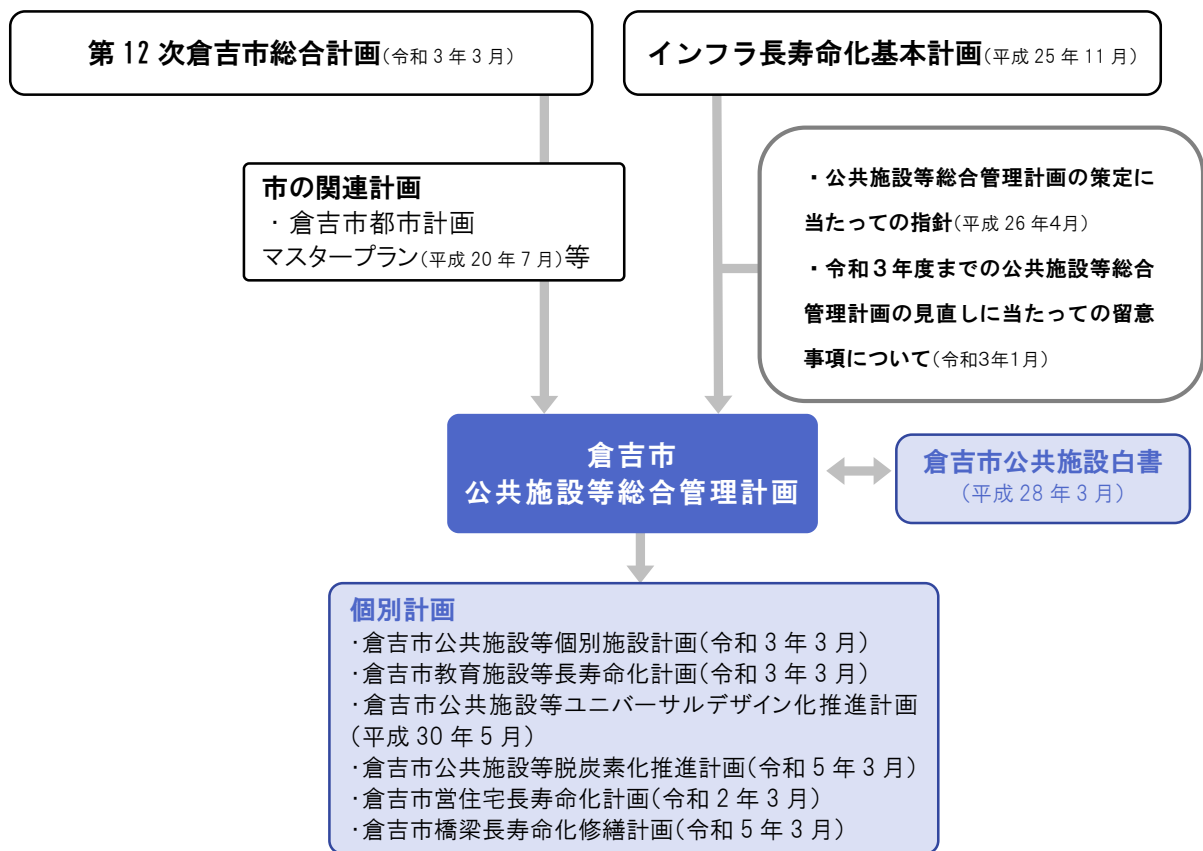 第 12 次倉吉市総合計画(令和 3 年 3 月)
インフラ長寿命化基本計画(平成 25 年 11 月)
市の関連計画
・倉吉市都市計画
マスタープラン(平成 20 年 7 月)等
・公共施設等総合管理計画の策定に
当たっての指針(平成 26 年4月)
・令和3年度までの公共施設等総合
管理計画の見直しに当たっての留意
事項について(令和3年1月)
倉吉市
公共施設等総合管理計画
倉吉市公共施設白書
(平成 28 年 3 月)
個別計画
・倉吉市公共施設等個別施設計画(令和 3 年 3 月)
・倉吉市教育施設等長寿命化計画(令和 3 年 3 月)
・倉吉市公共施設等ユニバーサルデザイン化推進計画
(平成 30 年 5 月)
・倉吉市公共施設等脱炭素化推進計画(令和 5 年 3 月)
・倉吉市営住宅長寿命化計画(令和 2 年 3 月)
・倉吉市橋梁長寿命化修繕計画(令和 5 年 3 月)